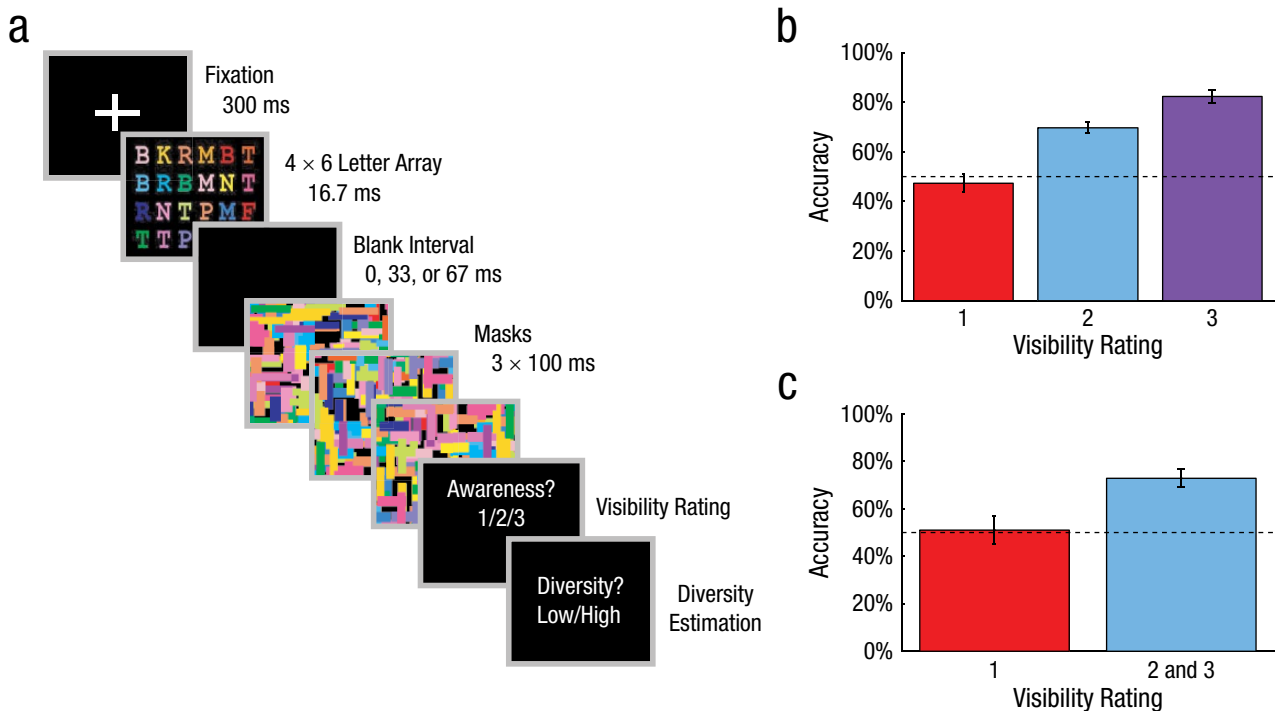 a
Fixation
300 ms
B K R M B T
B R B M N T
R N T P M F
T T P
4 × 6 Letter Array
16.7 ms
Blank Interval
0, 33, or 67 ms
Masks
3 × 100 ms
Awareness?
1/2/3
Visibility Rating
Diversity?
Low/High
Diversity
Estimation
b
100%
80%
60%
40%
20%
0%
Accuracy
1 2 3
Visibility Rating
c
100%
80%
60%
40%
20%
0%
Accuracy
1 2 and 3
Visibility Rating